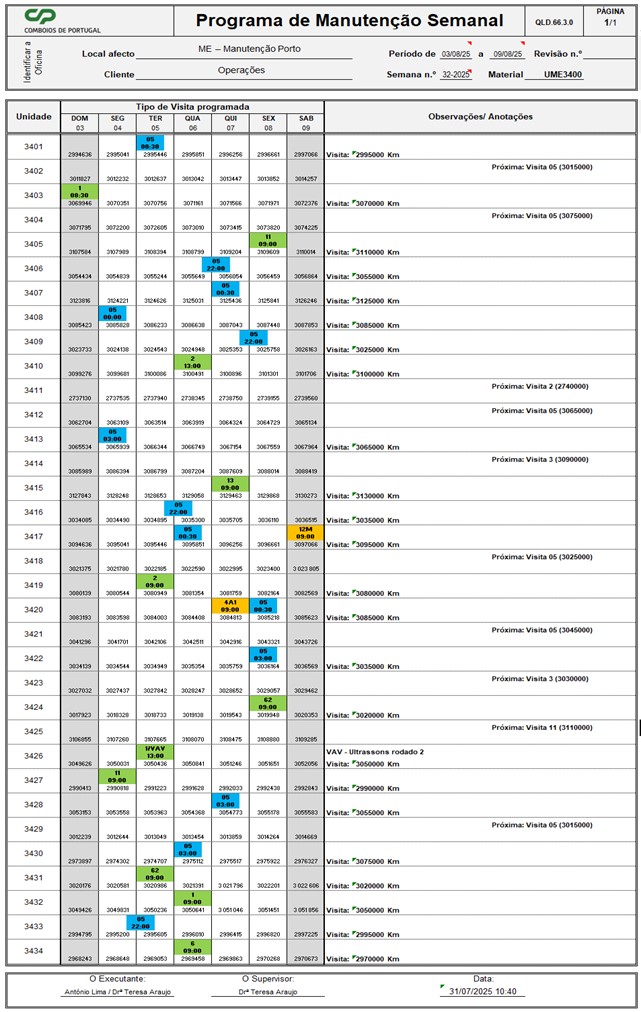 CP
COMBOIOS DE PORTUGAL
Programa de Manutenção Semanal
QLD.66.3.0
PÁGINA
1/1
Identificar a Oficina
Local afecto ME – Manutenção Porto
Período de 03/08/25 a 09/08/25 Revisão n.º
Cliente Operações
Semana n.º 32-2025 Material UME3400
Unidade
Tipo de Visita programada
Observações/ Anotações
DOM SEG TER QUA QUI SEX SAB
03 04 05 06 07 08 09
3401
05
00:30
2994636 2995041 2995446 2995851 2996256 2996661 2997066 Visita: 2995000 Km
3402
Próxima: Visita 05 (3015000)
3011827 3012232 3012637 3013042 3013447 3013852 3014257
3403
1
00:30
3069946 3070351 3070756 3071161 3071566 3071971 3072376 Visita: 3070000 Km
3404
Próxima: Visita 05 (3075000)
3071795 3072200 3072605 3073010 3073415 3073820 3074225
3405
11
09:00
3107584 3107989 3108394 3108799 3109204 3109609 3110014 Visita: 3110000 Km
3406
05
22:00
3054434 3054839 3055244 3055649 3056054 3056459 3056864 Visita: 3055000 Km
3407
05
00:30
3123816 3124221 3124626 3125031 3125436 3125841 3126246 Visita: 3125000 Km
3408
05
00:00
3085423 3085828 3086233 3086638 3087043 3087448 3087853 Visita: 3085000 Km
3409
05
22:00
3023733 3024138 3024543 3024948 3025353 3025758 3026163 Visita: 3025000 Km
3410
2
13:00
3099276 3099681 3100086 3100491 3100896 3101301 3101706 Visita: 3100000 Km
3411
Próxima: Visita 2 (2740000)
2737130 2737535 2737940 2738345 2738750 2739155 2739560
3412
Próxima: Visita 05 (3065000)
3062704 3063109 3063514 3063919 3064324 3064729 3065134
3413
05
03:00
3065534 3065939 3066344 3066749 3067154 3067559 3067964 Visita: 3065000 Km
3414
Próxima: Visita 3 (3090000)
3085989 3086394 3086799 3087204 3087609 3088014 3088419
3415
13
09:00
3127843 3128248 3128653 3129058 3129463 3129868 3130273 Visita: 3130000 Km
3416
05
22:00
3034085 3034490 3034895 3035300 3035705 3036110 3036515 Visita: 3035000 Km
3417
05 12M
00:30 09:00
3094636 3095041 3095446 3095851 3096256 3096661 3097066 Visita: 3095000 Km
3418
Próxima: Visita 05 (3025000)
3021375 3021780 3022185 3022590 3022995 3023400 3 023 805
3419
2
09:00
3080139 3080544 3080949 3081354 3081759 3082164 3082569 Visita: 3080000 Km
3420
4A1 05
09:00 00:30
3083193 3083598 3084003 3084408 3084813 3085218 3085623 Visita: 3085000 Km
3421
Próxima: Visita 05 (3045000)
3041296 3041701 3042106 3042511 3042916 3043321 3043726
3422
05
03:00
3034139 3034544 3034949 3035354 3035759 3036164 3036569 Visita: 3035000 Km
3423
Próxima: Visita 3 (3030000)
3027032 3027437 3027842 3028247 3028652 3029057 3029462
3424
62
09:00
3017923 3018328 3018733 3019138 3019543 3019948 3020353 Visita: 3020000 Km
3425
Próxima: Visita 11 (3110000)
3106855 3107260 3107665 3108070 3108475 3108880 3109285
3426
1/VAV
13:00
VAV - Ultrassons rodado 2
3049626 3050031 3050436 3050841 3051246 3051651 3052056 Visita: 3050000 Km
3427
11
09:00
2990413 2990818 2991223 2991628 2992033 2992438 2992843 Visita: 2990000 Km
3428
05
03:00
3053153 3053558 3053963 3054368 3054773 3055178 3055583 Visita: 3055000 Km
3429
Próxima: Visita 05 (3015000)
3012239 3012644 3013049 3013454 3013859 3014264 3014669
3430
05
03:00
2973897 2974302 2974707 2975112 2975517 2975922 2976327 Visita: 3075000 Km
3431
62
09:00
3020176 3020581 3020986 3021391 3 021 796 3022201 3 022 606 Visita: 3020000 Km
3432
1
09:00
3049426 3049831 3050236 3050641 3 051 046 3051451 3 051 856 Visita: 3050000 Km
3433
05
22:00
2994795 2995200 2995605 2996010 2996415 2996820 2997225 Visita: 2995000 Km
3434
6
09:00
2968243 2968648 2969053 2969458 2969863 2970268 2970673 Visita: 2970000 Km
O Executante: O Supervisor: Data:
António Lima / Drª Teresa Araujo Drª Teresa Araujo 31/07/2025 10:40